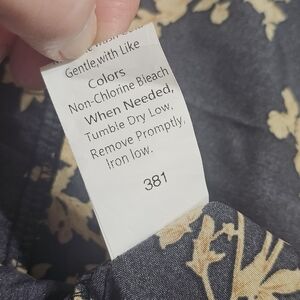 Gentle,with Like
Colors
Non-Chlorine Bleach
When Needed,
Tumble Dry Low,
Remove Promptly,
Iron low.
381